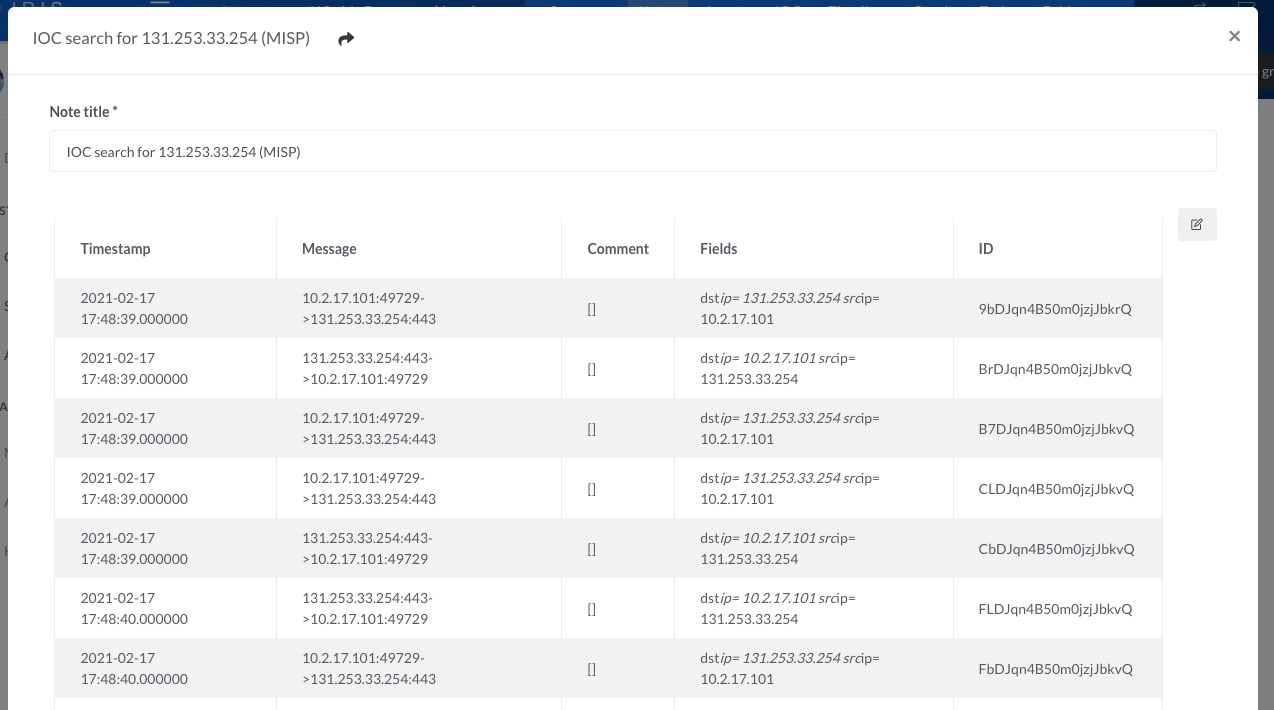 IOC search for 131.253.33.254 (MISP)
×
Note title *
IOC search for 131.253.33.254 (MISP)
Timestamp Message Comment Fields ID
2021-02-17 10.2.17.101:49729- dstip= 131.253.33.254 srcip=
17:48:39.000000 >131.253.33.254:443 [] 10.2.17.101 9bDJqn4B50m0jzjJbkrQ
2021-02-17 131.253.33.254:443- dstip= 10.2.17.101 srcip=
17:48:39.000000 >10.2.17.101:49729 [] 131.253.33.254 BrDJqn4B50m0jzjJbkvQ
2021-02-17 10.2.17.101:49729- dstip= 131.253.33.254 srcip=
17:48:39.000000 >131.253.33.254:443 [] 10.2.17.101 B7DJqn4B50m0jzjJbkvQ
2021-02-17 10.2.17.101:49729- dstip= 131.253.33.254 srcip=
17:48:39.000000 >131.253.33.254:443 [] 10.2.17.101 CLDJqn4B50m0jzjJbkvQ
2021-02-17 131.253.33.254:443- dstip= 10.2.17.101 srcip=
17:48:39.000000 >10.2.17.101:49729 [] 131.253.33.254 CbDJqn4B50m0jzjJbkvQ
2021-02-17 131.253.33.254:443- dstip= 10.2.17.101 srcip=
17:48:40.000000 >10.2.17.101:49729 [] 131.253.33.254 FLDJqn4B50m0jzjJbkvQ
2021-02-17 10.2.17.101:49729- dstip= 131.253.33.254 srcip=
17:48:40.000000 >131.253.33.254:443 [] 10.2.17.101 FbDJqn4B50m0jzjJbkvQ